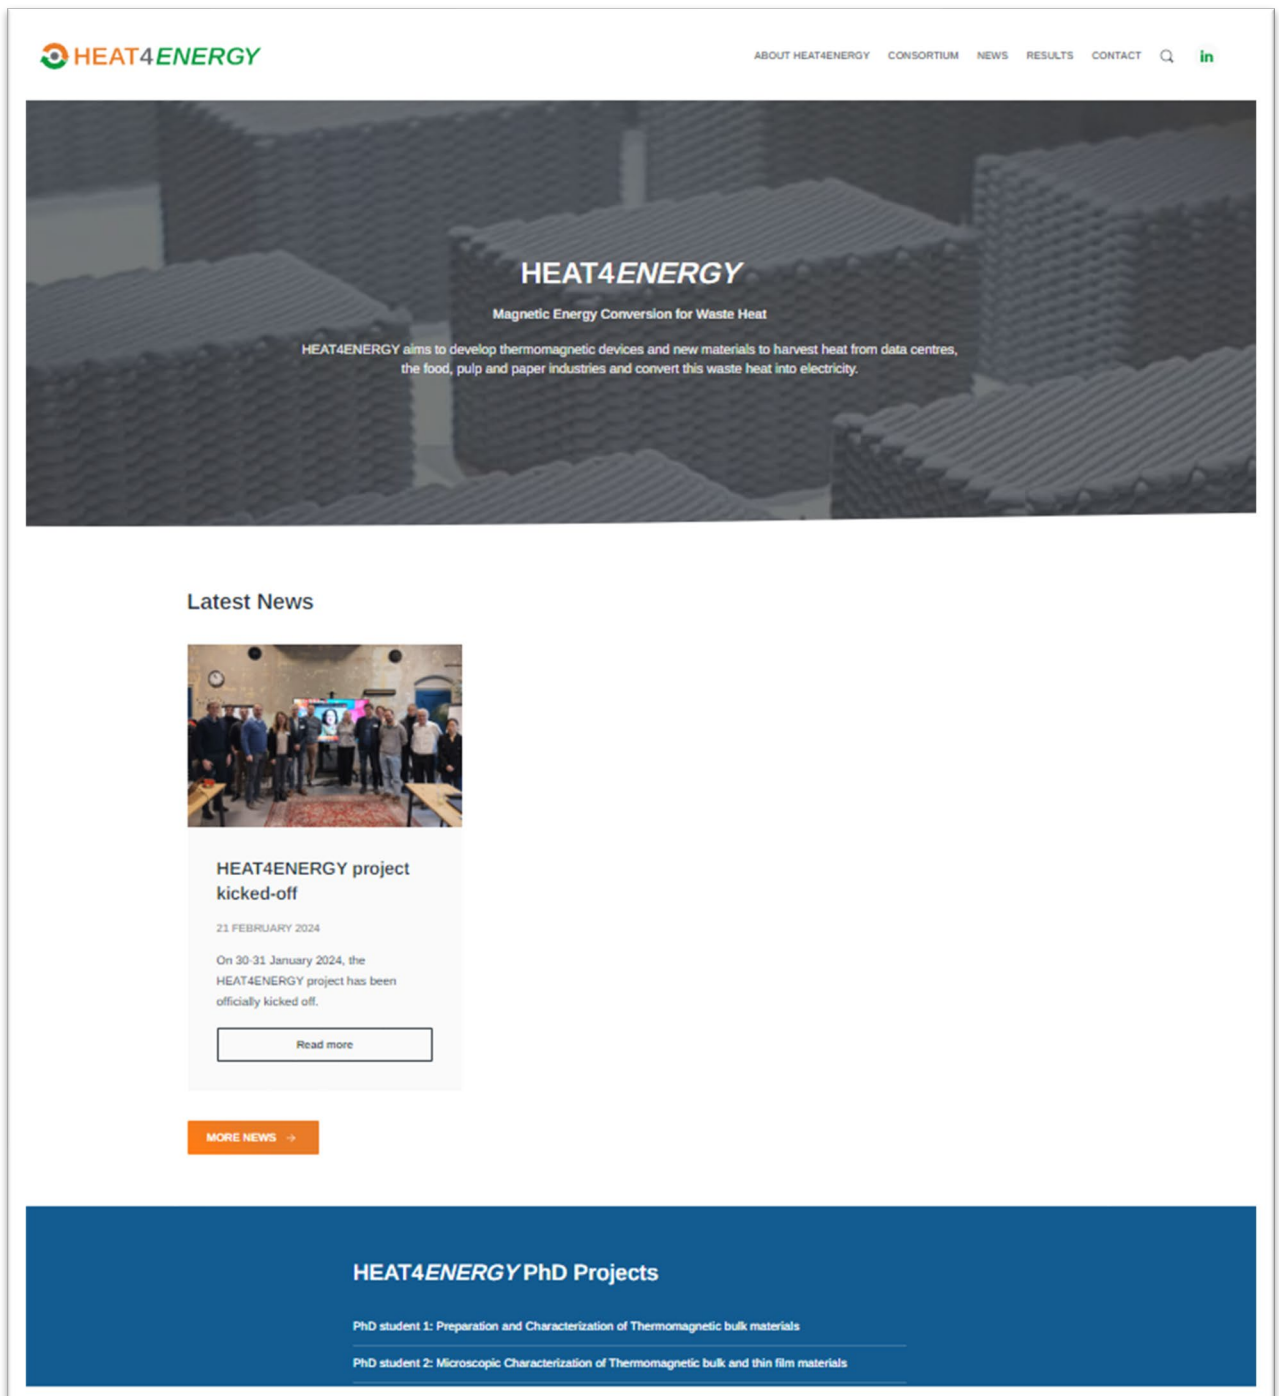 HEAT4ENERGY
ABOUT HEAT4ENERGY CONSORTIUM NEWS RESULTS CONTACT in
HEAT4ENERGY
Magnetic Energy Conversion for Waste Heat
HEAT4ENERGY aims to develop thermomagnetic devices and new materials to harvest heat from data centres,
the food, pulp and paper industries and convert this waste heat into electricity.
Latest News
HEAT4ENERGY project
kicked-off
21 FEBRUARY 2024
On 30-31 January 2024, the
HEAT4ENERGY project has been
officially kicked off.
Read more
MORE NEWS →
HEAT4ENERGY PhD Projects
PhD student 1: Preparation and Characterization of Thermomagnetic bulk materials
PhD student 2: Microscopic Characterization of Thermomagnetic bulk and thin film materials